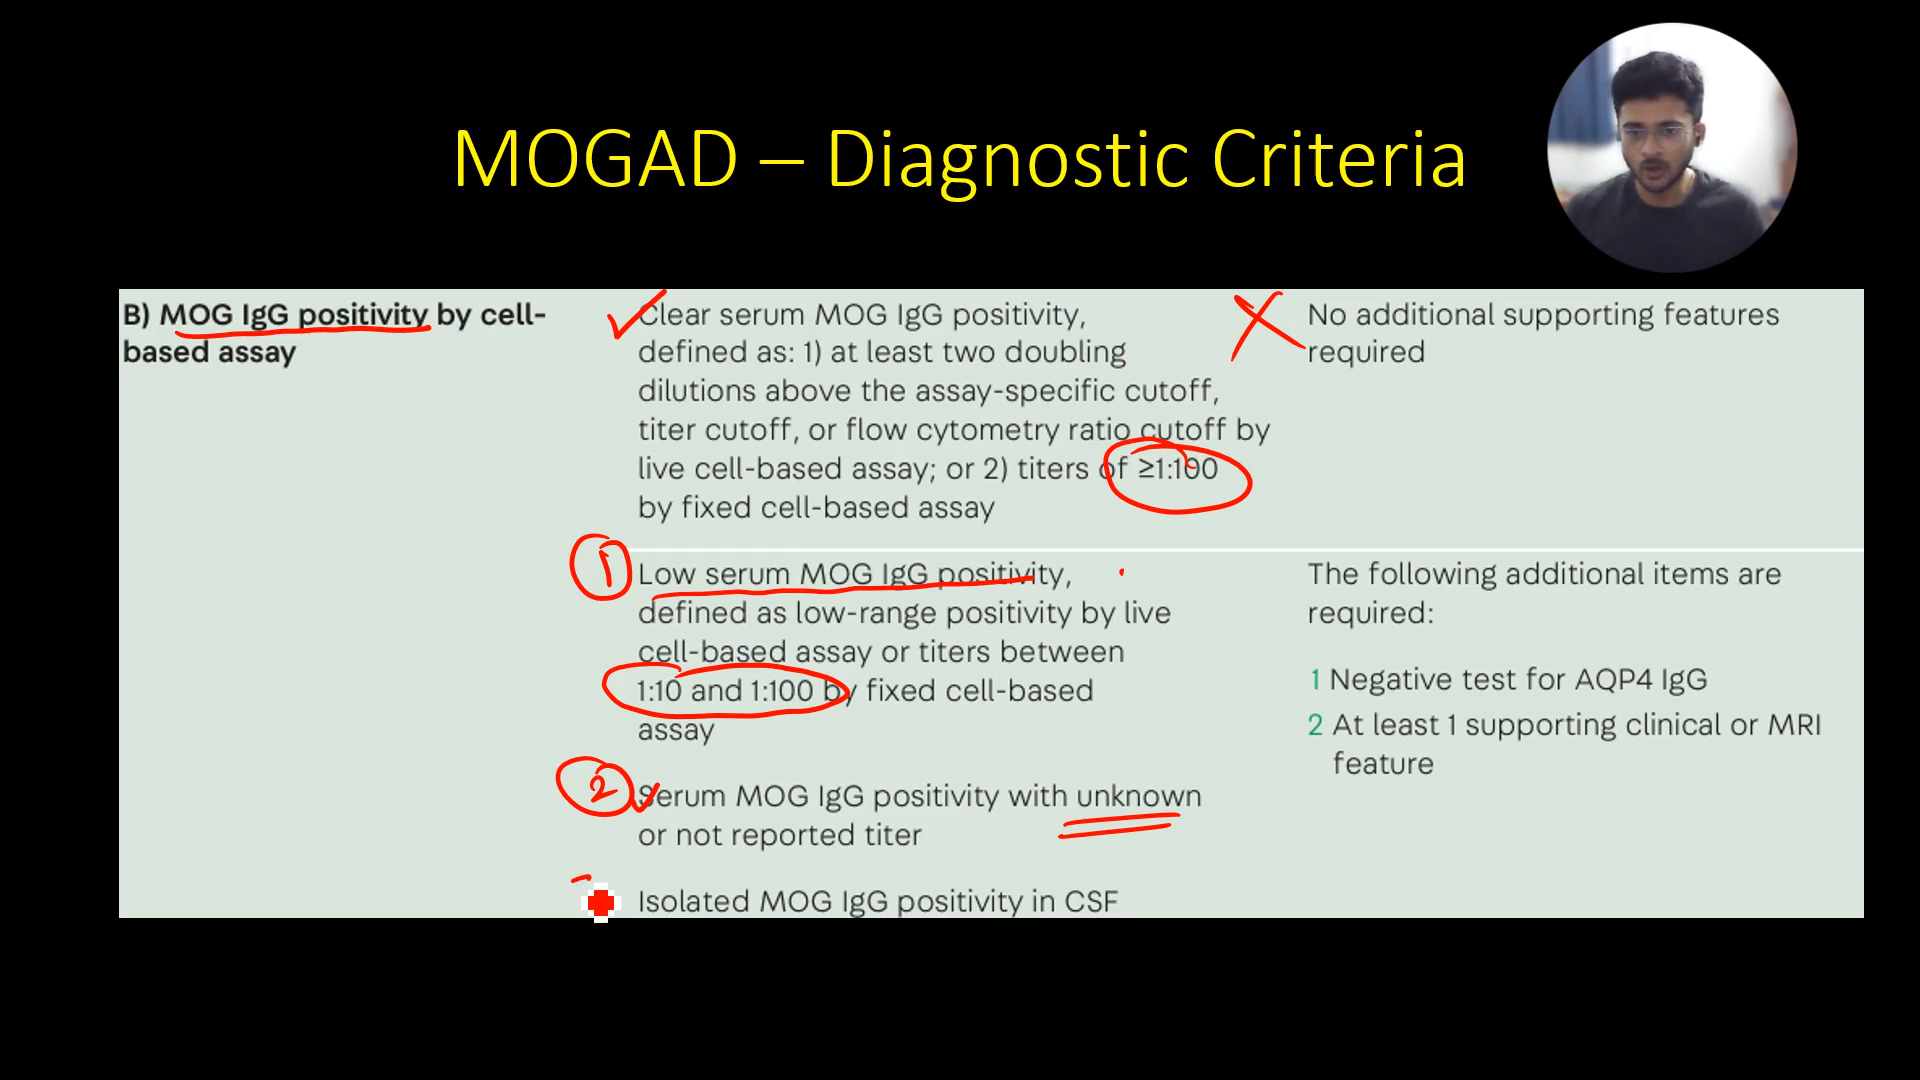 MOGAD – Diagnostic Criteria
B) MOG IgG positivity by cell-
based assay
Clear serum MOG IgG positivity,
defined as: 1) at least two doubling
dilutions above the assay-specific cutoff,
titer cutoff, or flow cytometry ratio cutoff by
live cell-based assay; or 2) titers of ≥1:100
by fixed cell-based assay
No additional supporting features
required
1
Low serum MOG IgG positivity,
defined as low-range positivity by live
cell-based assay or titers between
1:10 and 1:100 by fixed cell-based
assay
2
Serum MOG IgG positivity with unknown
or not reported titer
Isolated MOG IgG positivity in CSF
The following additional items are
required:
1 Negative test for AQP4 IgG
2 At least 1 supporting clinical or MRI
feature